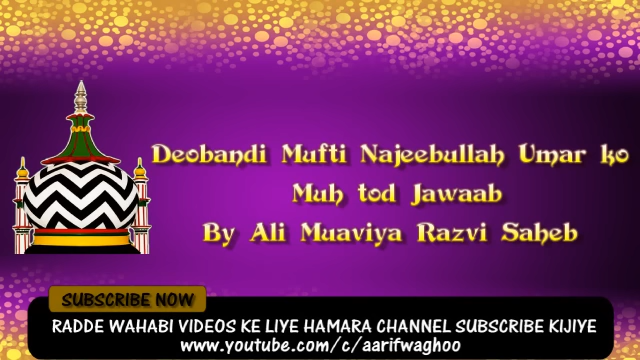 Deobandi Mufti Najeebullah Umar ko
Muh tod Jawaab
By Ali Muaviya Razvi Saheb
SUBSCRIBE NOW
RADDE WAHABI VIDEOS KE LIYE HAMARA CHANNEL SUBSCRIBE KIJIYE
www.youtube.com/c/aarifwaghoo